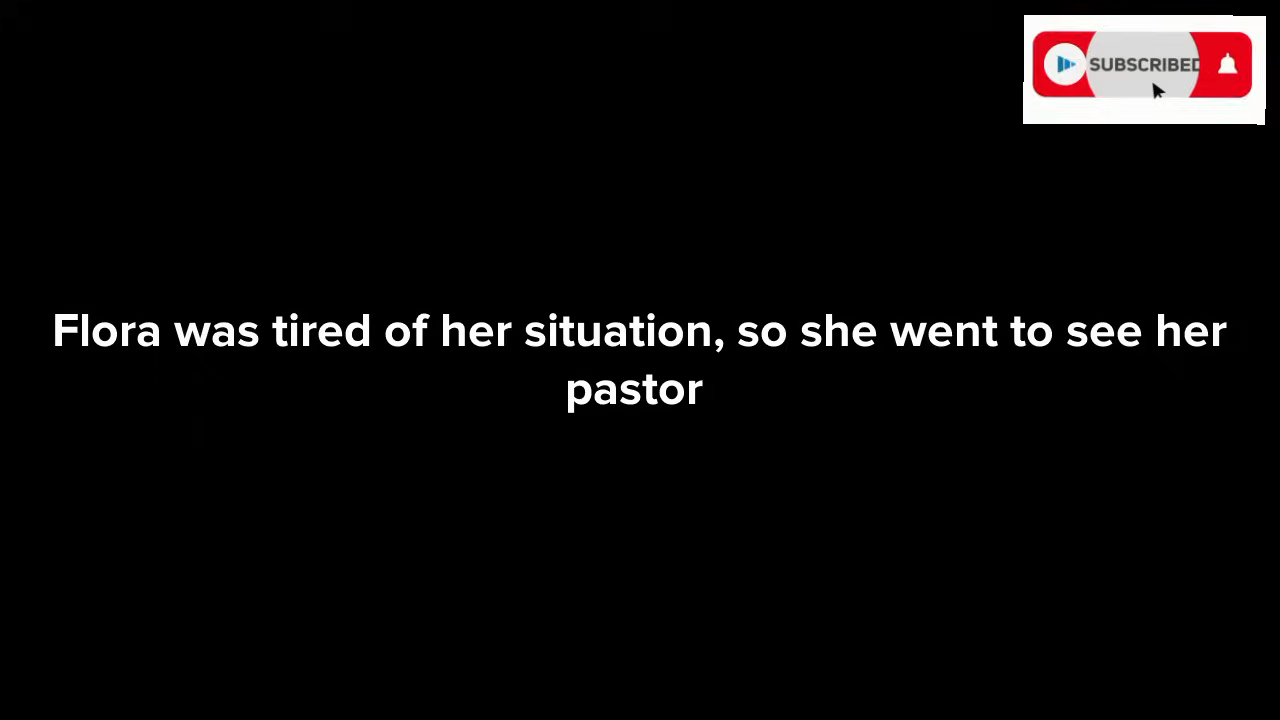 SUBSCRIBED
Flora was tired of her situation, so she went to see her
pastor